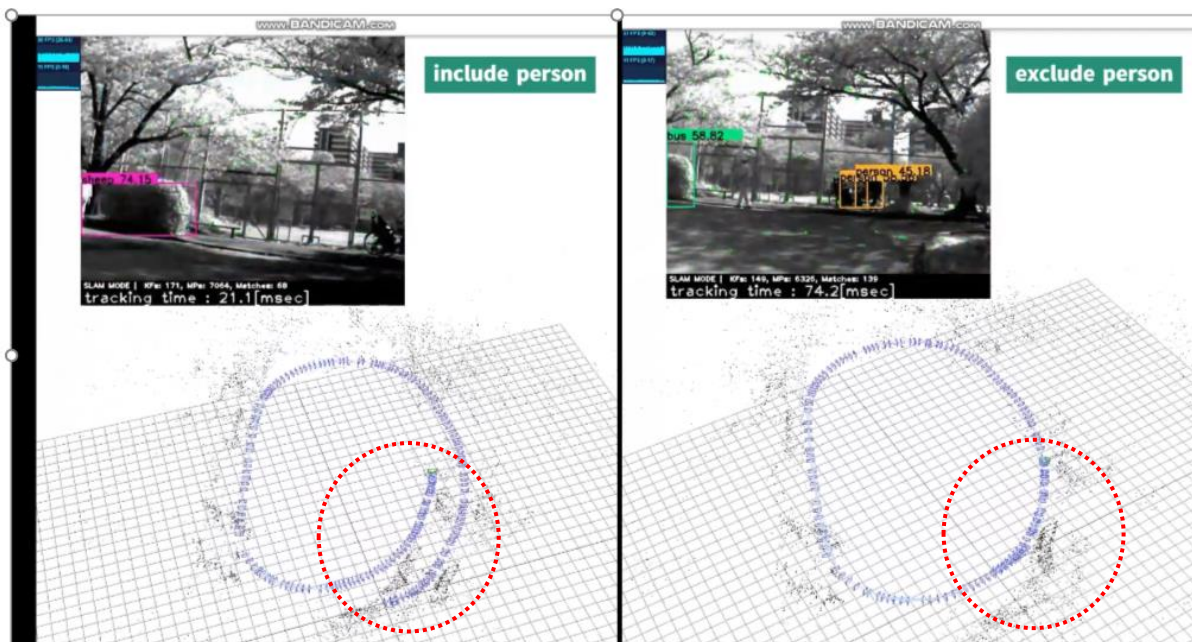 www.BANDICAM.com
include person
sheep 74.15
SLAM MODE | KFs: 171, MPs: 7064, Matches: 68
tracking time : 21.1[msec]
www.BANDICAM.com
exclude person
bus 58.82
person 45.18
SLAM MODE | KFs: 149, MPs: 6325, Matches: 139
tracking time : 74.2[msec]